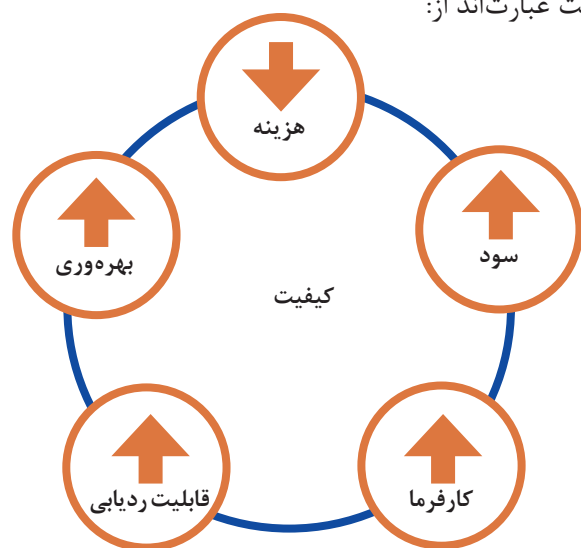 عبارت‌اند از:
هزینه
بهره‌وری
سود
کیفیت
قابلیت ردیابی
کارفرما